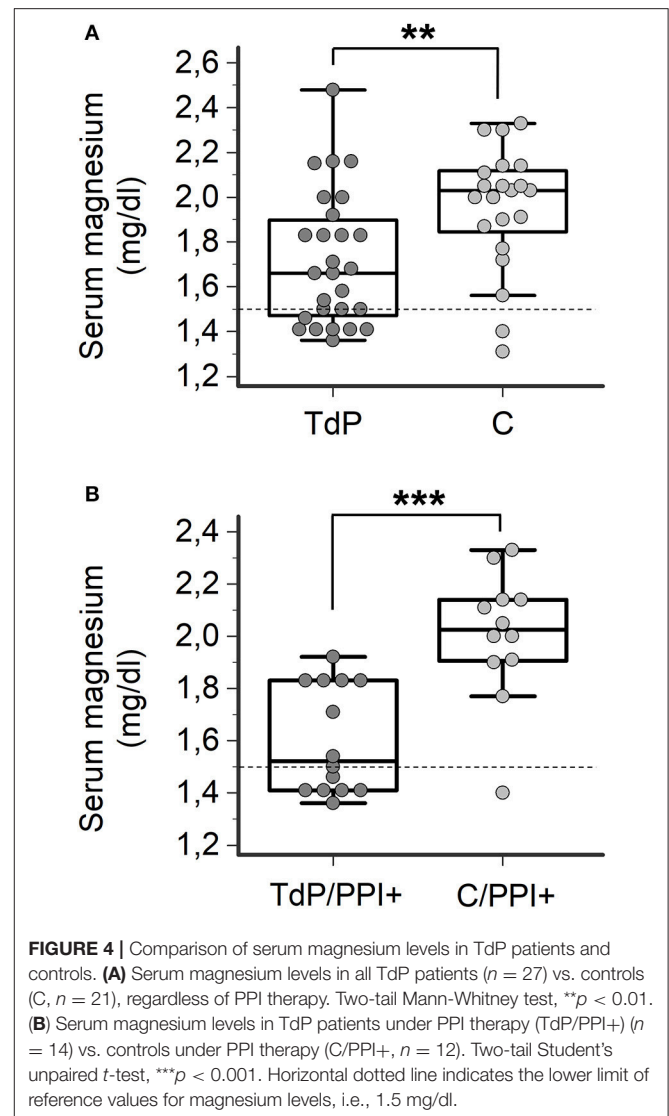 A
**
2,6
2,4
2,2
2,0
1,8
1,6
1,4
1,2
Serum magnesium
(mg/dl)
TdP C
B
***
2,4
2,2
2,0
1,8
1,6
1,4
1,2
Serum magnesium
(mg/dl)
TdP/PPI+ C/PPI+
FIGURE 4 | Comparison of serum magnesium levels in TdP patients and
controls. (A) Serum magnesium levels in all TdP patients (n = 27) vs. controls
(C, n = 21), regardless of PPI therapy. Two-tail Mann-Whitney test, **p < 0.01.
(B) Serum magnesium levels in TdP patients under PPI therapy (TdP/PPI+) (n
= 14) vs. controls under PPI therapy (C/PPI+, n = 12). Two-tail Student's
unpaired t-test, ***p < 0.001. Horizontal dotted line indicates the lower limit of
reference values for magnesium levels, i.e., 1.5 mg/dl.